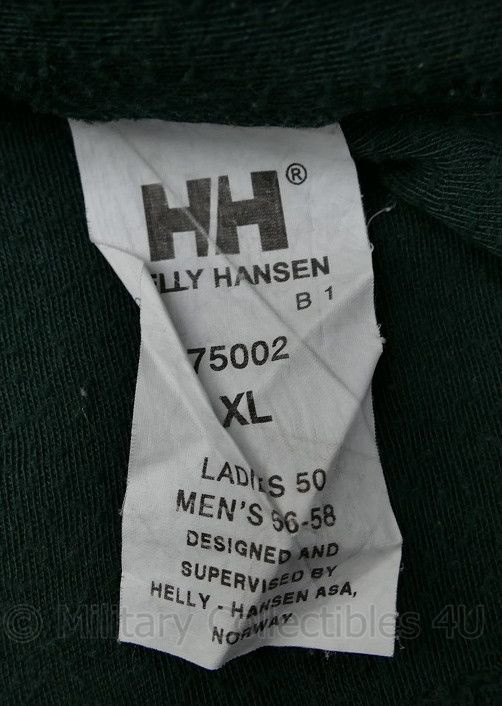 HH®
HELLY HANSEN
B 1
75002
XL
LADIES 50
MEN'S 56-58
DESIGNED AND
SUPERVISED BY
HELLY - HANSEN ASA,
NORWAY
© Military Collectibles 4U